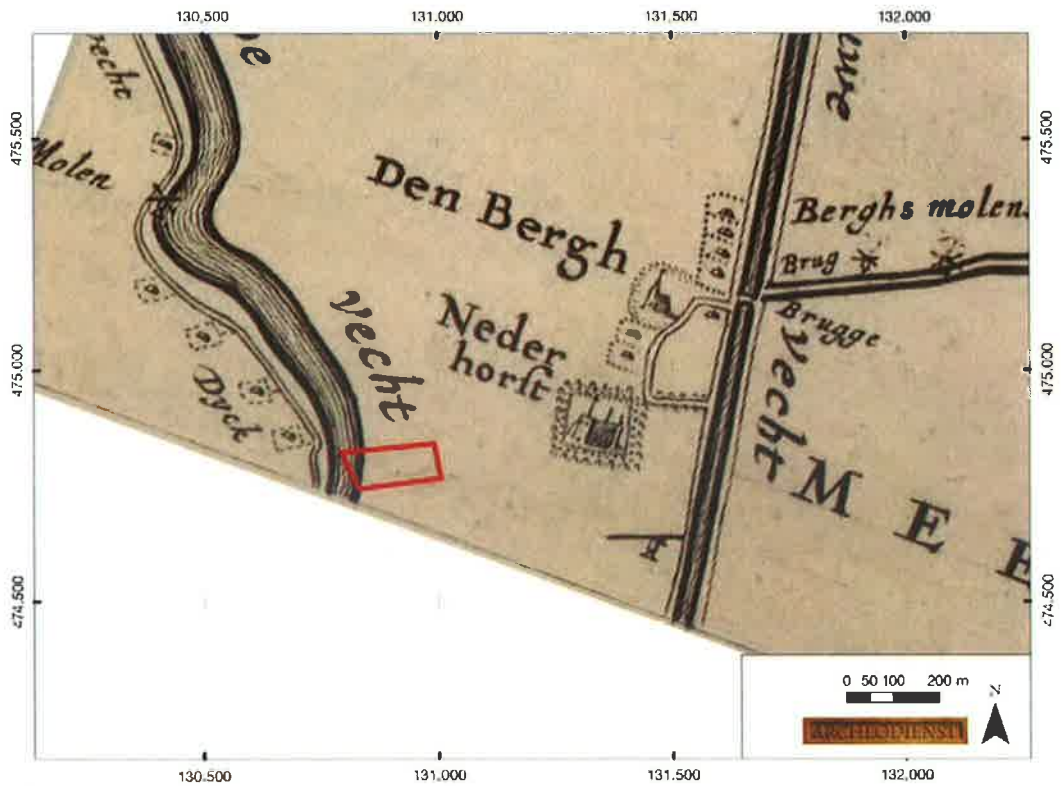 130.500 131.000 131.500 132.000
475.500
475.000
474.500
475.500
475.000
474.500
Molen
Den Bergh
Berghs molens
Brug
Brugge
vecht
Neder
horſt
Dyck
vecht
MEE
0 50 100 200 m
N
ARCHEODIENST
130.500 131.000 131.500 132.000